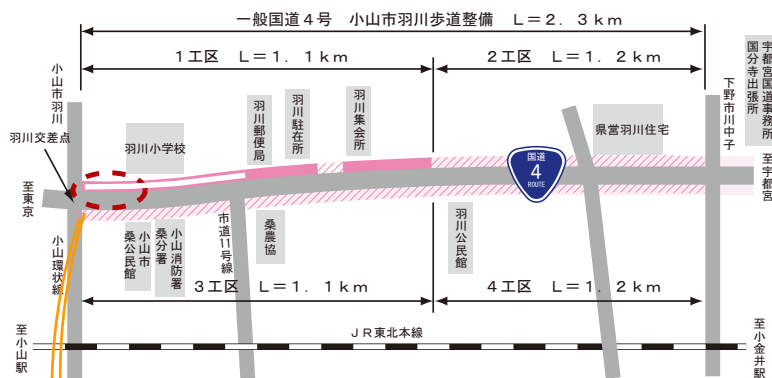 一般国道4号 小山市羽川歩道整備 L=2.3km
1工区 L=1.1km
2工区 L=1.2km
小山市羽川
羽川交差点
羽川小学校
羽川郵便局
羽川駐在所
羽川集会所
国道
4
ROUTE
県営羽川住宅
下野市川中子
宇都宮国道事務所
国分寺出張所
至宇都宮
至東京
小山環状線
小山市
桑公民館
小山消防署
桑分署
市道11号線
桑農協
羽川公民館
3工区 L=1.1km
4工区 L=1.2km
至小山駅
JR東北本線
至小金井駅